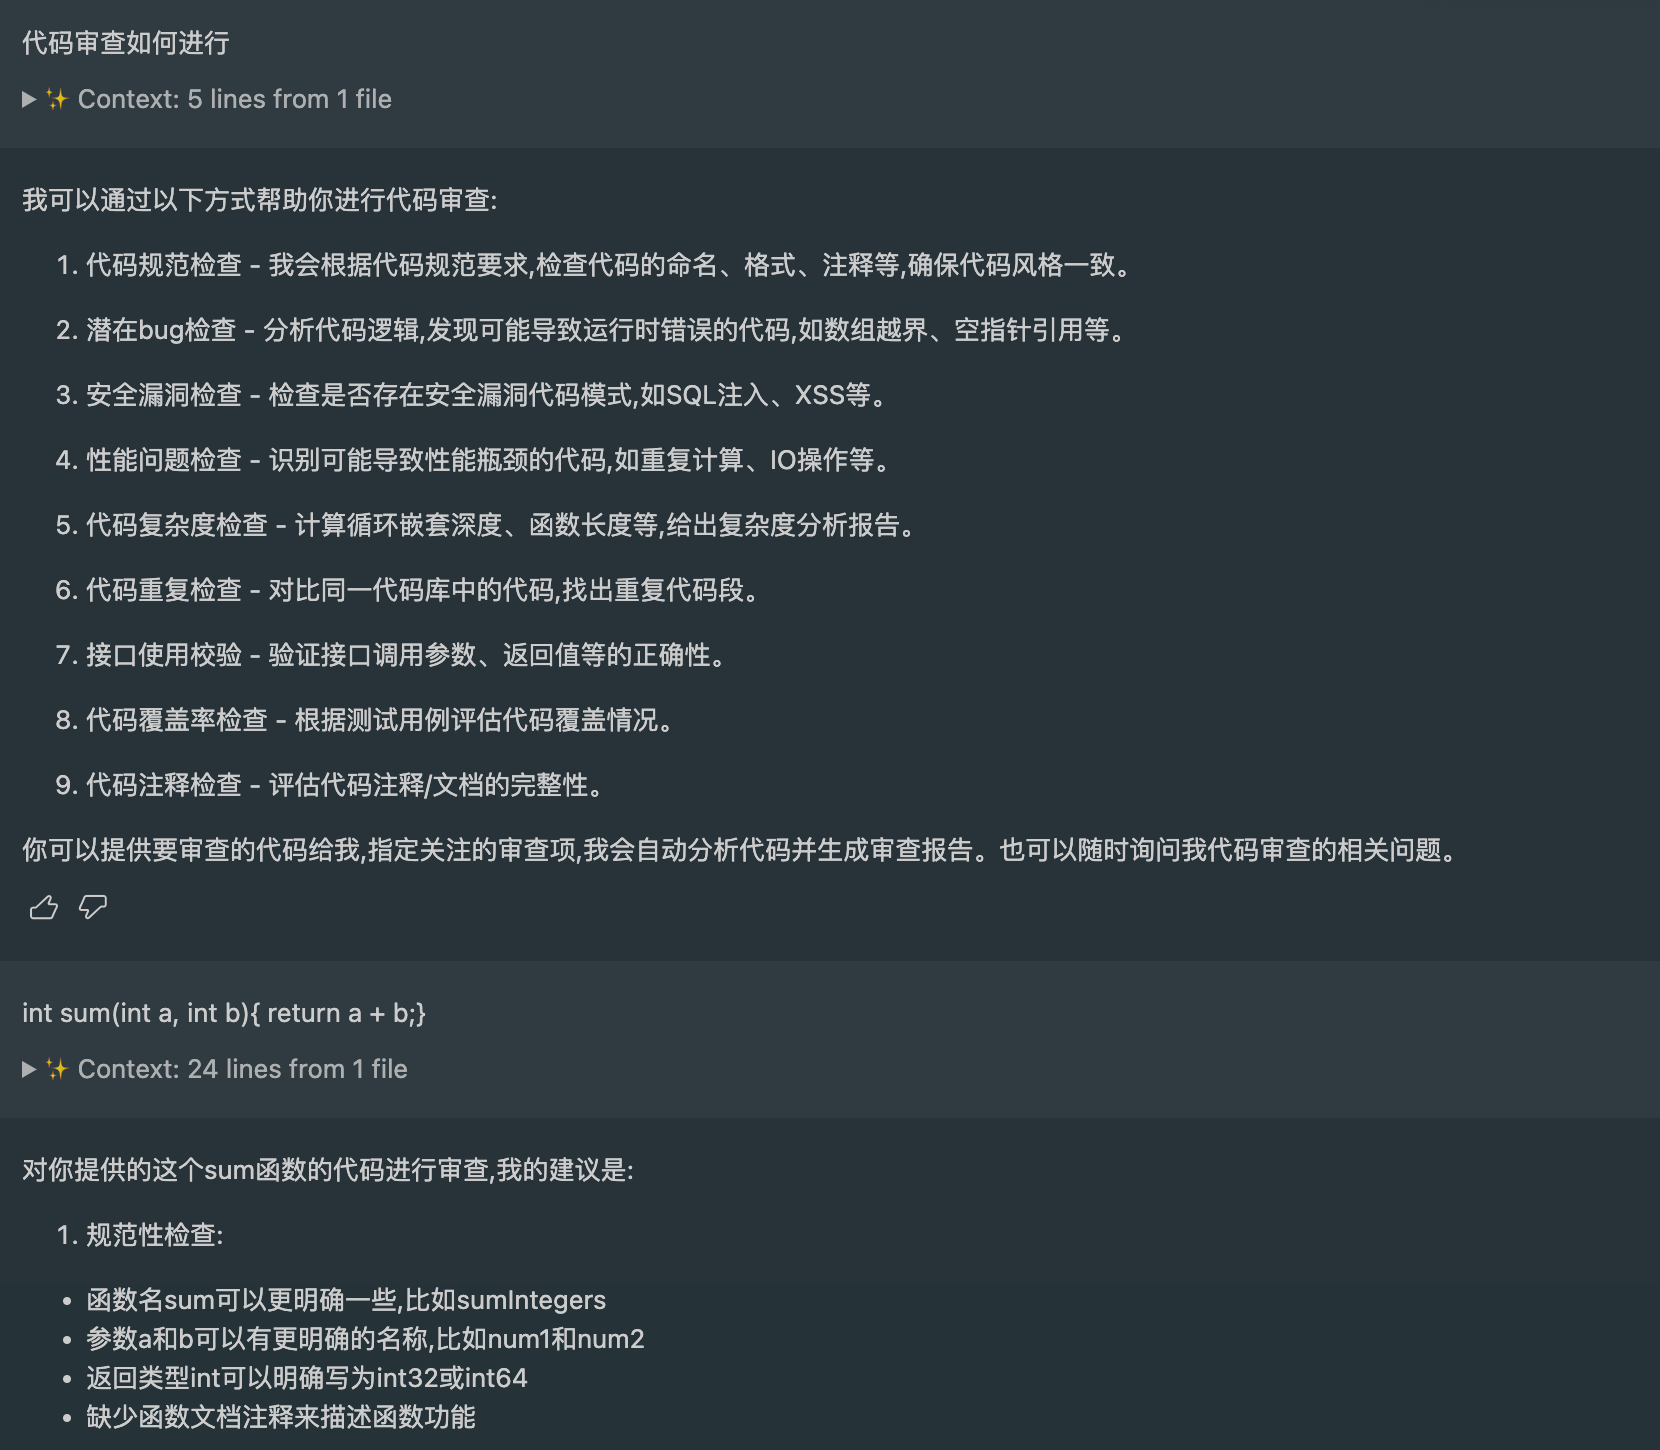 代码审查如何进行
▶ ✨ Context: 5 lines from 1 file
我可以通过以下方式帮助你进行代码审查:
1. 代码规范检查 - 我会根据代码规范要求,检查代码的命名、格式、注释等,确保代码风格一致。
2. 潜在bug检查 - 分析代码逻辑,发现可能导致运行时错误的代码,如数组越界、空指针引用等。
3. 安全漏洞检查 - 检查是否存在安全漏洞代码模式,如SQL注入、XSS等。
4. 性能问题检查 - 识别可能导致性能瓶颈的代码,如重复计算、IO操作等。
5. 代码复杂度检查 - 计算循环嵌套深度、函数长度等,给出复杂度分析报告。
6. 代码重复检查 - 对比同一代码库中的代码,找出重复代码段。
7. 接口使用校验 - 验证接口调用参数、返回值等的正确性。
8. 代码覆盖率检查 - 根据测试用例评估代码覆盖情况。
9. 代码注释检查 - 评估代码注释/文档的完整性。
你可以提供要审查的代码给我,指定关注的审查项,我会自动分析代码并生成审查报告。也可以随时询问我代码审查的相关问题。
int sum(int a, int b){ return a + b;}
▶ ✨ Context: 24 lines from 1 file
对你提供的这个sum函数的代码进行审查,我的建议是:
1. 规范性检查:
• 函数名sum可以更明确一些,比如sumIntegers
• 参数a和b可以有更明确的名称,比如num1和num2
• 返回类型int可以明确写为int32或int64
• 缺少函数文档注释来描述函数功能